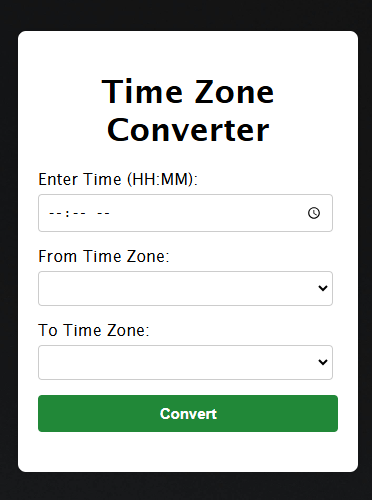 Time Zone
Converter
Enter Time (HH:MM):
--:-- --
From Time Zone:
To Time Zone:
Convert